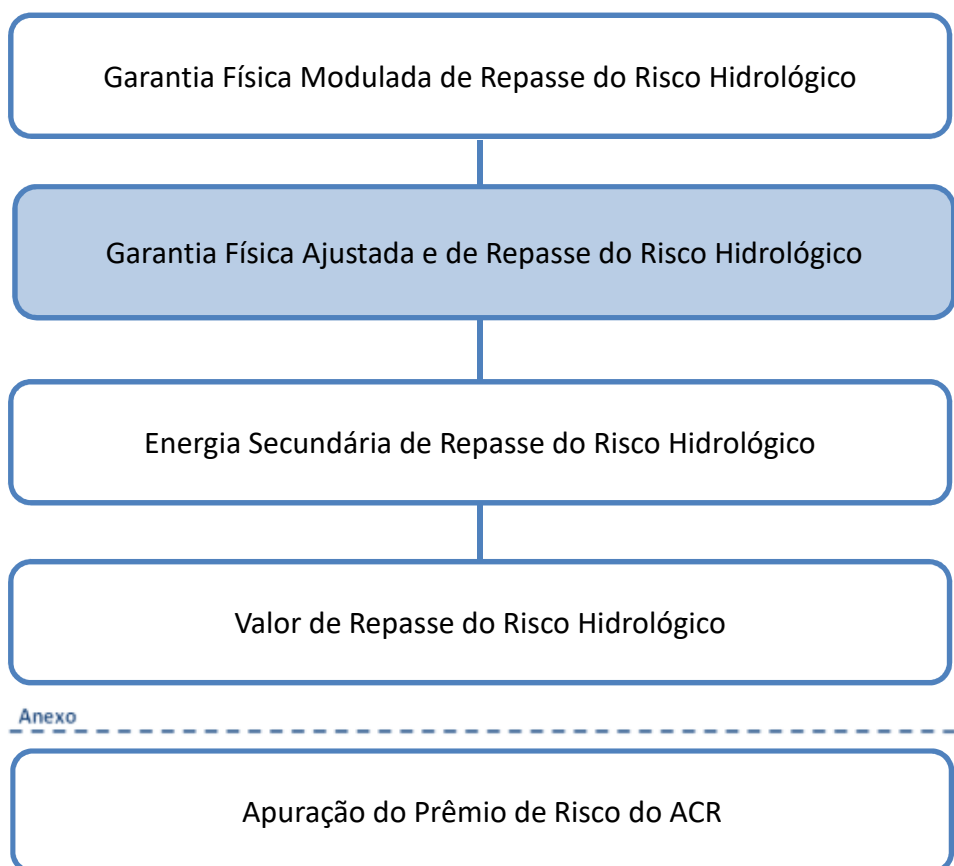 Garantia Física Modulada de Repasse do Risco Hidrológico
Garantia Física Ajustada e de Repasse do Risco Hidrológico
Energia Secundária de Repasse do Risco Hidrológico
Valor de Repasse do Risco Hidrológico
Anexo
Apuração do Prêmio de Risco do ACR